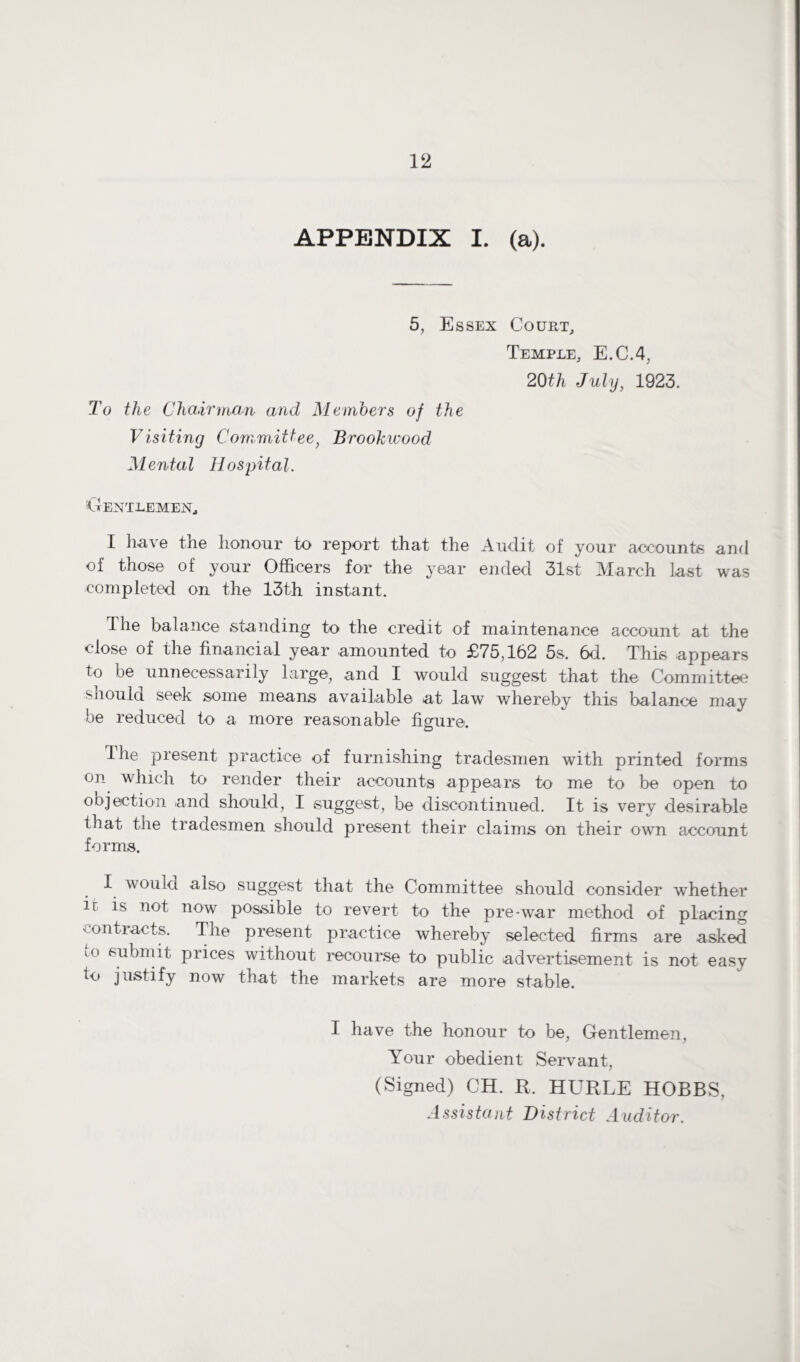 12
APPENDIX I. (a).
5, Essex Court,
Temple, E.C.4,
20th July, 1923.
To the Chairman and Members of the
Visiting Committee, Brookwood
Mental Hospital.
Gentlemen,
I have the honour to report that the Audit of your accounts and
of those of your Officers for the year ended 31st March last was
completed on the 13th instant.
The balance standing to the credit of maintenance account at the
close of the financial year amounted to £75,162 5s. 6d. This appears
to be unnecessarily large, and I would suggest that the Committee
should seek some means available at law whereby this balance may
be reduced to a more reasonable figure.
The present practice of furnishing tradesmen with printed forms
on which to render their accounts appears to me to be open to
objection and should, I suggest, be discontinued. It is very desirable
that the tradesmen should present their claims on their own account
forms.
I would also suggest that the Committee should consider whether
it is not now possible to revert to the pre-war method of placing
contracts. The present practice whereby selected firms are asked
to submit prices without recourse to public advertisement is not easy
to justify now that the markets are more stable.
I have the honour to be, Gentlemen,
Your obedient Servant,
(Signed) CH. R. HURLE HOBBS,
Assistant District Auditor.